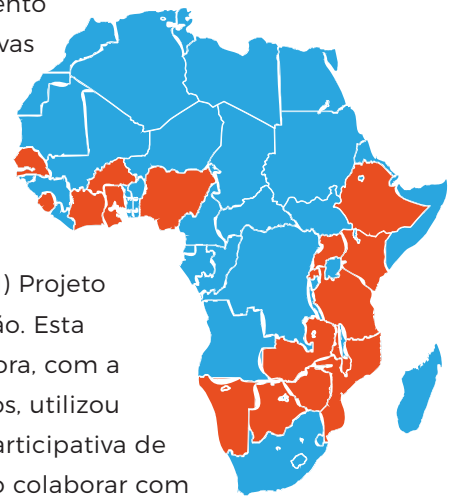 ento
vas
) Projeto
ão. Esta
ora, com a
os, utilizou
articipativa de
o colaborar com